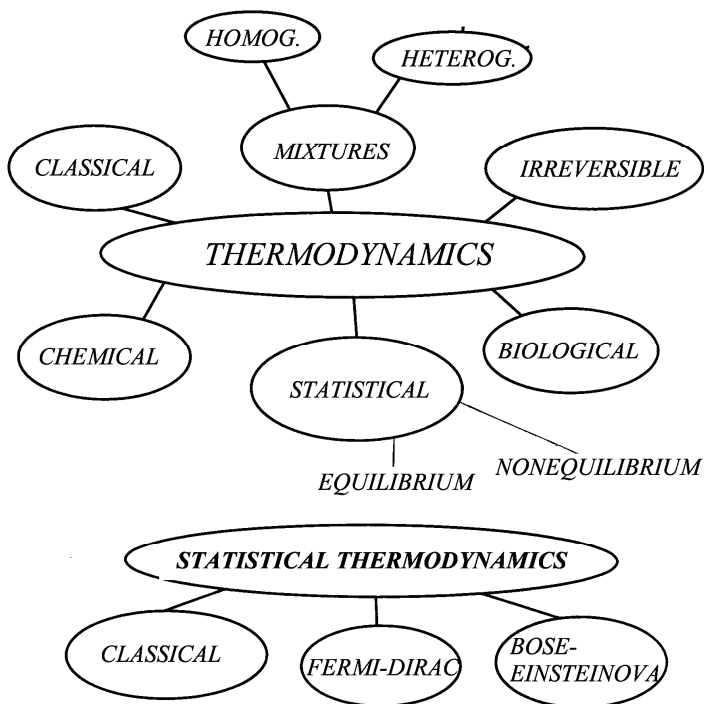 HOMOG.
HETEROG.
MIXTURES
CLASSICAL
IRREVERSIBLE
THERMODYNAMICS
CHEMICAL
BIOLOGICAL
STATISTICAL
EQUILIBRIUM
NONEQUILIBRIUM
STATISTICAL THERMODYNAMICS
CLASSICAL
FERMI-DIRAC
BOSE-
EINSTEINOVA